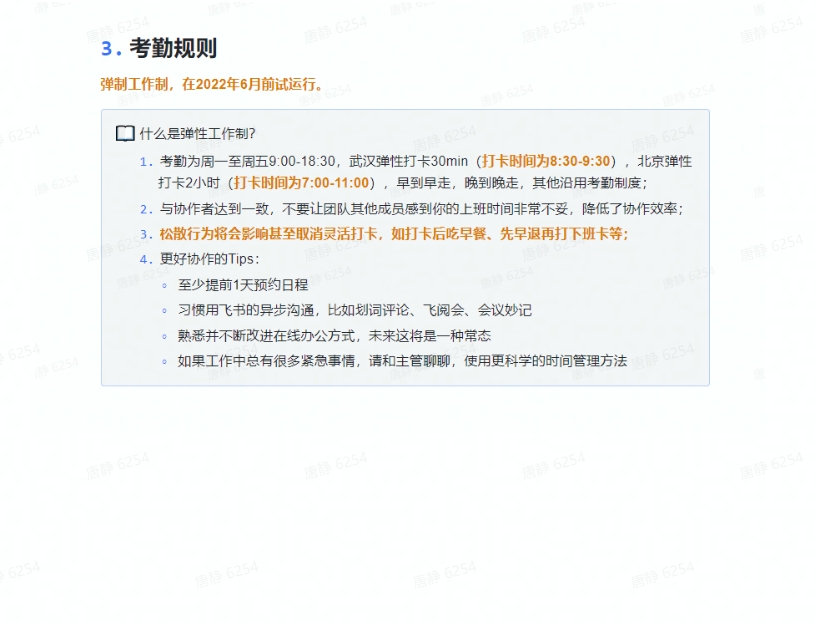 3. 考勤规则
弹制工作制，在2022年6月前试运行。
什么是弹性工作制？
1. 考勤为周一至周五9:00-18:30，武汉弹性打卡30min（打卡时间为8:30-9:30），北京弹性
打卡2小时（打卡时间为7:00-11:00），早到早走，晚到晚走，其他沿用考勤制度；
2. 与协作者达到一致，不要让团队其他成员感到你的上班时间非常不妥，降低了协作效率；
3. 松散行为将会影响甚至取消灵活打卡，如打卡后吃早餐、先早退再打下班卡等；
4. 更好协作的Tips：
◦ 至少提前1天预约日程
◦ 习惯用飞书的异步沟通，比如划词评论、飞阅会、会议妙记
◦ 熟悉并不断改进在线办公方式，未来这将是一种常态
◦ 如果工作中总有很多紧急事情，请和主管聊聊，使用更科学的时间管理方法
唐静 6254